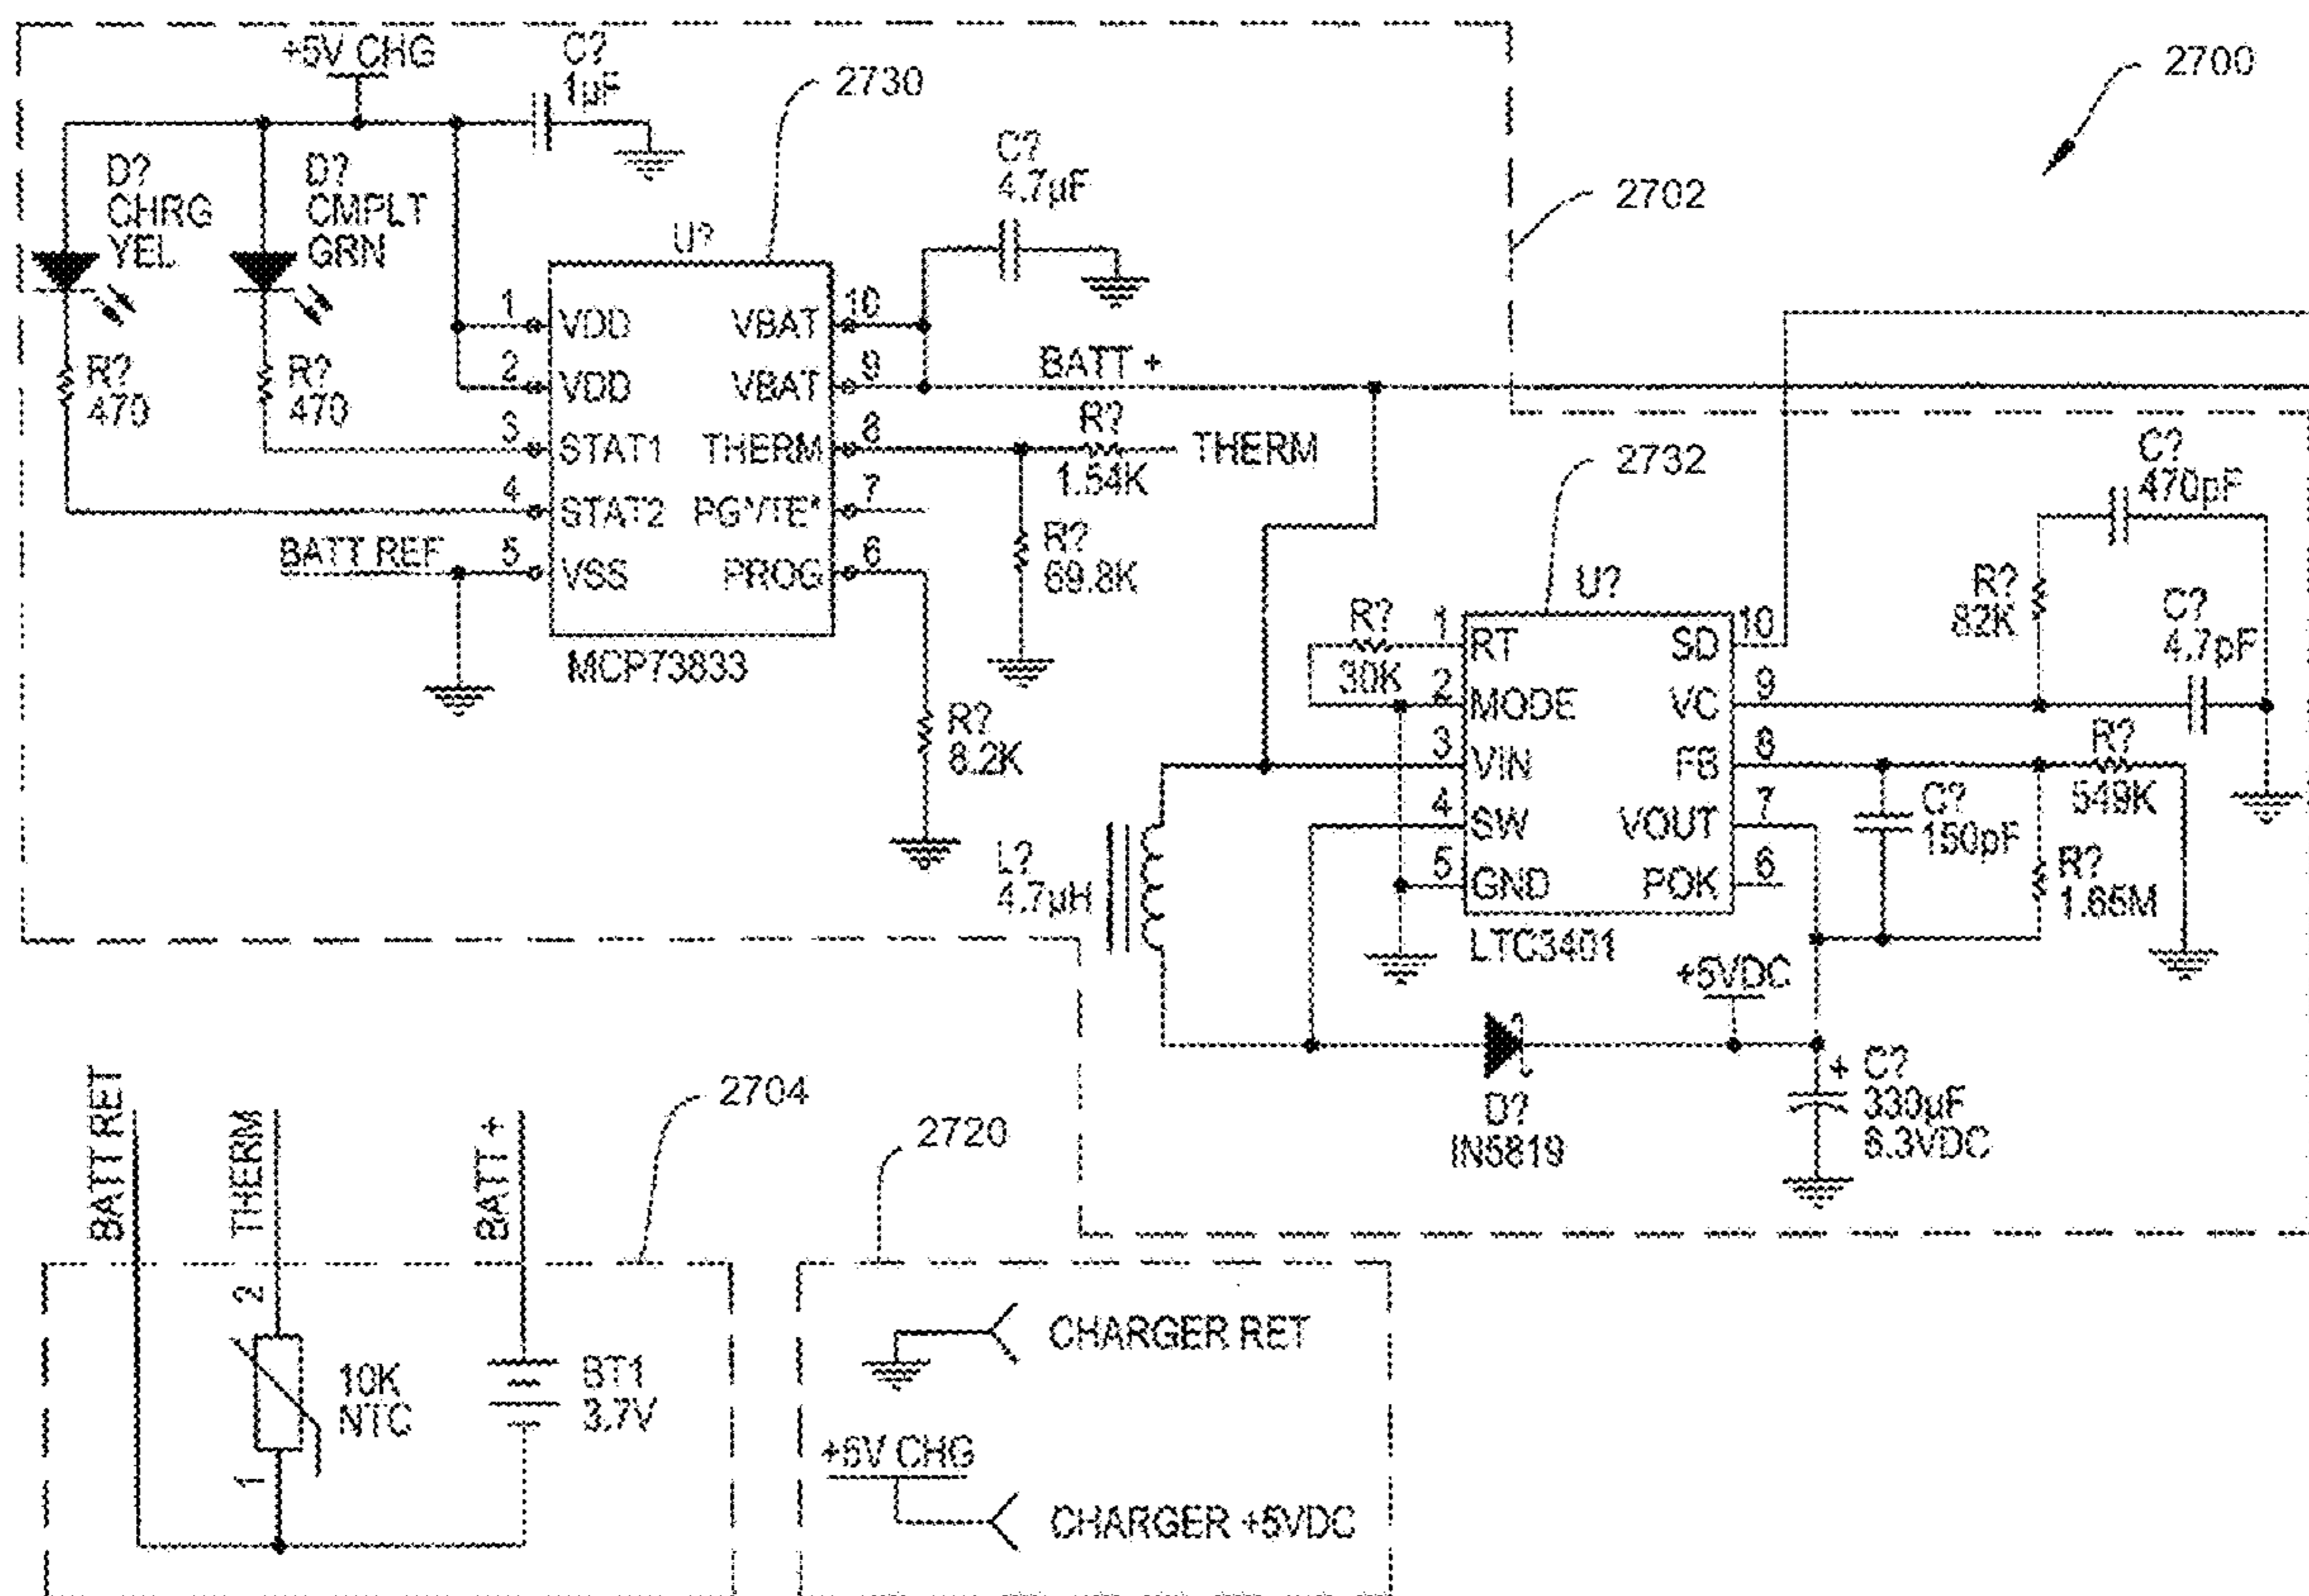 +5V CHG
C?
1µF
2730
2700
C?
4.7µF
2702
D?
CHRG
YEL
D?
CMPLT
GRN
U?
1
VDD
VBAT
10
2
VDD
VBAT
9
BATT +
3
STAT1
THERM
8
R?
1.54K
THERM
4
STAT2
PG*/TE*
7
BATT REF
5
VSS
PROG
6
MCP73833
R?
470
R?
470
R?
69.8K
R?
8.2K
2732
U?
C?
470pF
R?
82K
C?
4.7pF
R?
30K
1
RT
SD
10
2
MODE
VC
9
3
VIN
FB
8
R?
549K
4
SW
VOUT
7
C?
150pF
5
GND
POK
6
R?
1.65M
LTC3401
L?
4.7µH
+5VDC
D?
IN5819
+ C?
330µF
6.3VDC
BATT RET
THERM
BATT +
2704
2720
2
10K
NTC
1
BT1
3.7V
CHARGER RET
+5V CHG
CHARGER +5VDC